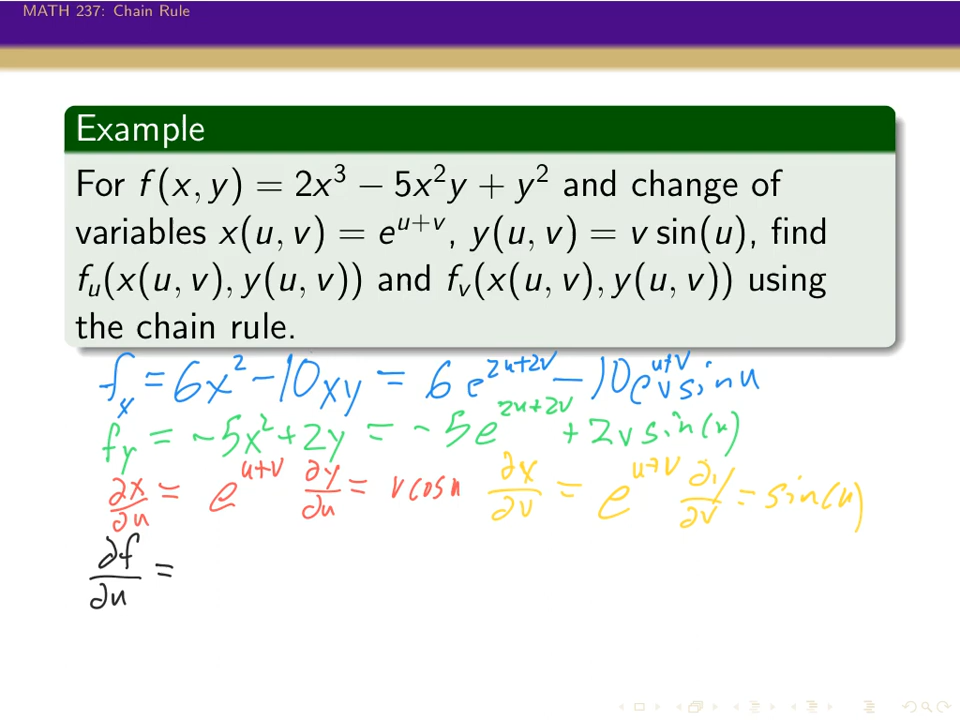 MATH 237: Chain Rule
Example
For f(x, y) = 2x³ − 5x²y + y² and change of
variables x(u, v) = e^{u+v}, y(u, v) = v sin(u), find
f_u(x(u, v), y(u, v)) and f_v(x(u, v), y(u, v)) using
the chain rule.
f_x = 6x² − 10xy = 6e^{2u+2v} − 10e^{u+v} v sin u
f_y = −5x² + 2y = −5e^{2u+2v} + 2v sin(u)
∂x/∂u = e^{u+v} ∂y/∂u = v cos u ∂x/∂v = e^{u+v} ∂y/∂v = sin(u)
∂f/∂u =